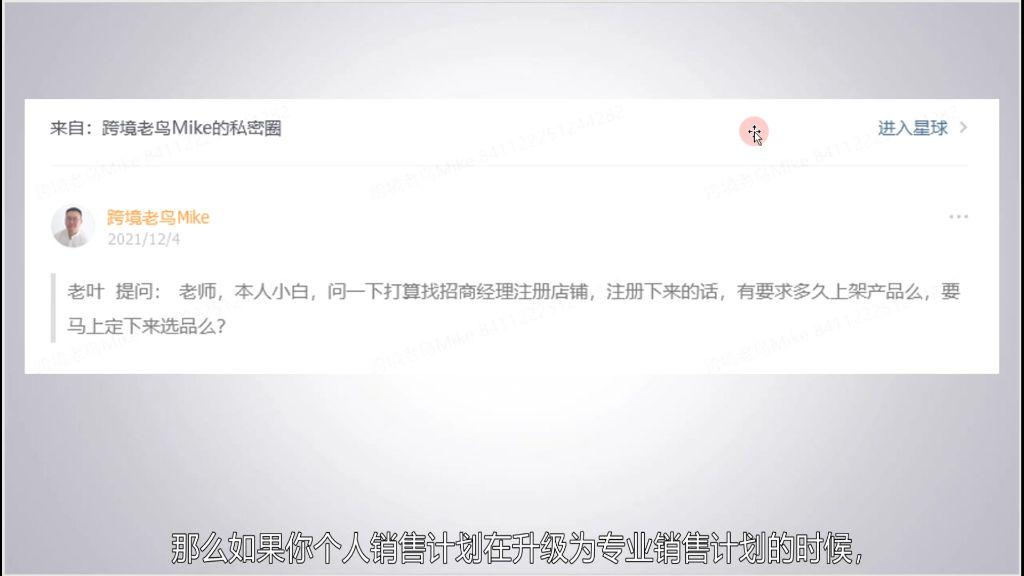 来自：跨境老鸟Mike的私密圈
进入星球
跨境老鸟Mike
2021/12/4
老叶 提问： 老师，本人小白，问一下打算找招商经理注册店铺，注册下来的话，有要求多久上架产品么，要
马上定下来选品么？
那么如果你个人销售计划在升级为专业销售计划的时候，